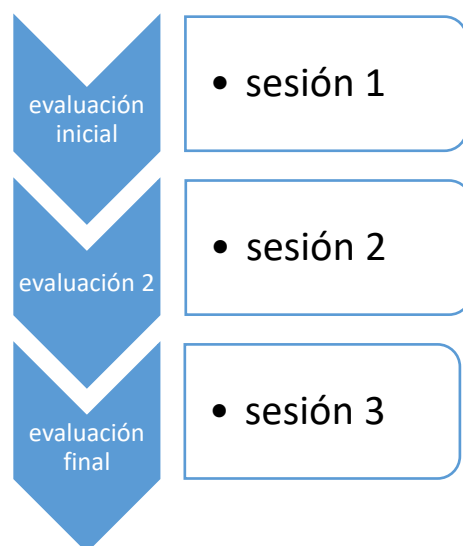 evaluación
inicial
• sesión 1
evaluación 2
• sesión 2
evaluación
final
• sesión 3